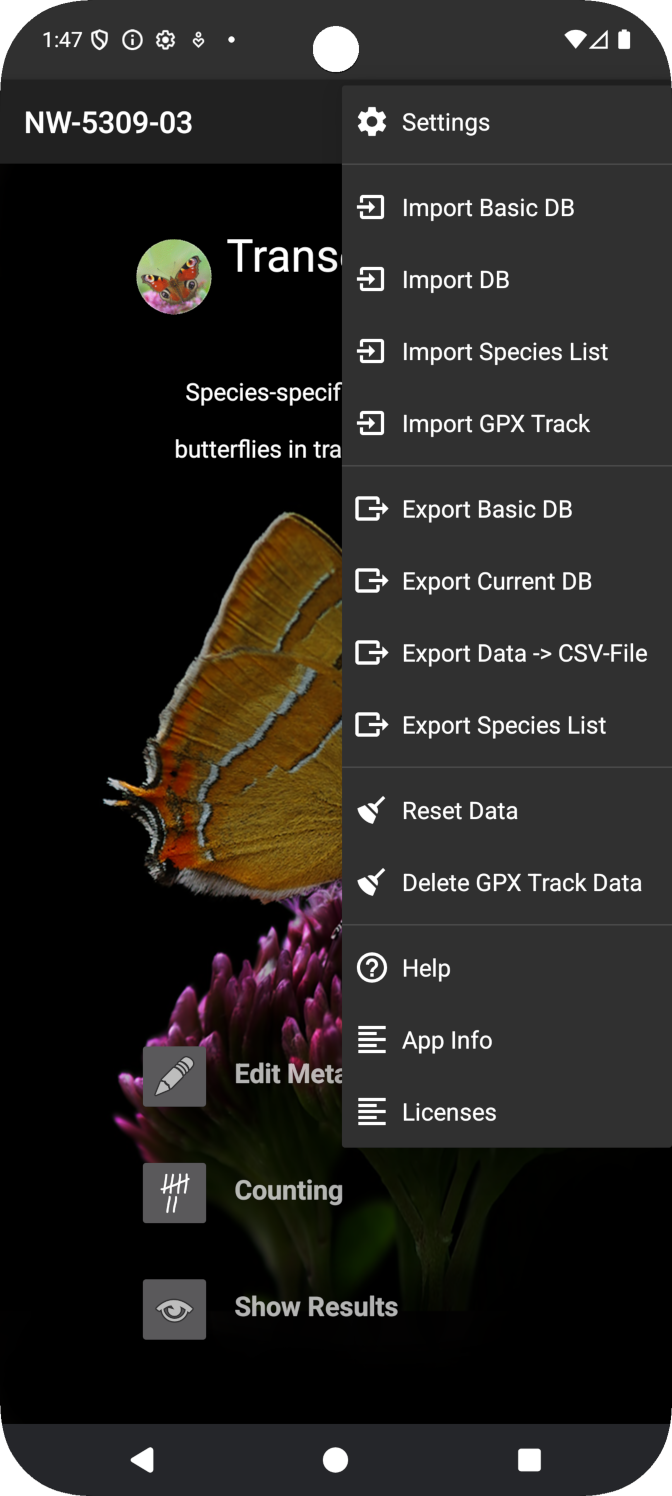 1:47
NW-5309-03
Settings
Import Basic DB
Import DB
Import Species List
Import GPX Track
Export Basic DB
Export Current DB
Export Data -> CSV-File
Export Species List
Reset Data
Delete GPX Track Data
Help
App Info
Licenses
Species-specif
butterflies in tra
Edit Meta
Counting
Show Results